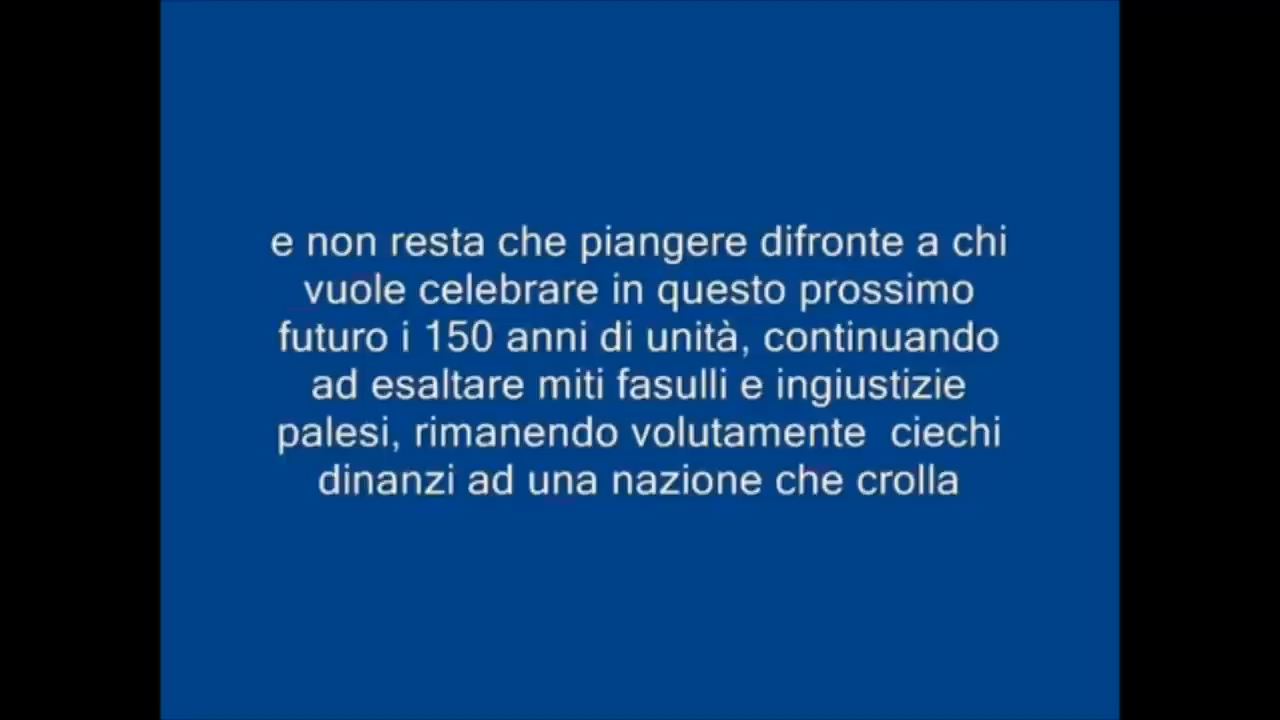 e non resta che piangere difronte a chi
vuole celebrare in questo prossimo
futuro i 150 anni di unità, continuando
ad esaltare miti fasulli e ingiustizie
palesi, rimanendo volutamente  ciechi
dinanzi ad una nazione che crolla